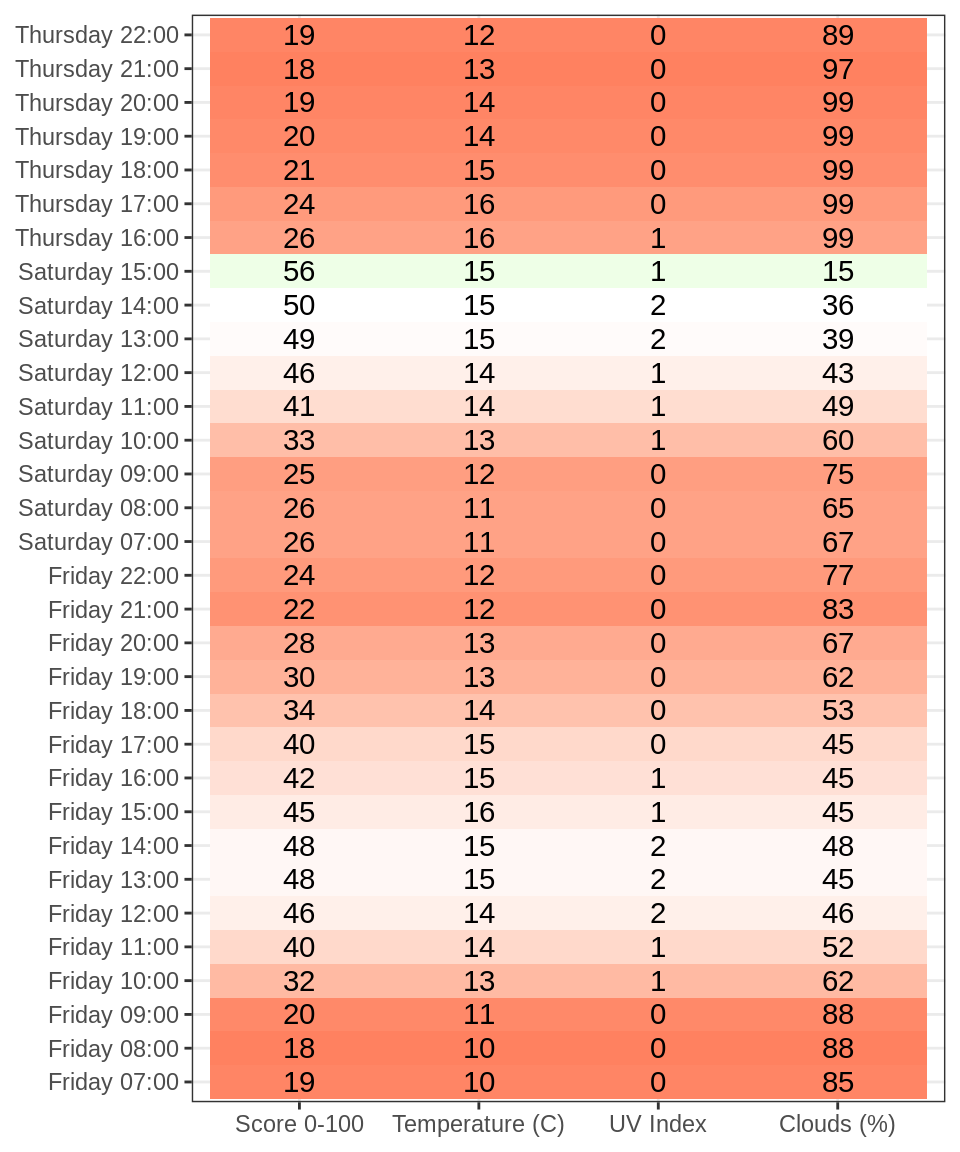 Thursday 22:00 19 12 0 89
Thursday 21:00 18 13 0 97
Thursday 20:00 19 14 0 99
Thursday 19:00 20 14 0 99
Thursday 18:00 21 15 0 99
Thursday 17:00 24 16 0 99
Thursday 16:00 26 16 1 99
Saturday 15:00 56 15 1 15
Saturday 14:00 50 15 2 36
Saturday 13:00 49 15 2 39
Saturday 12:00 46 14 1 43
Saturday 11:00 41 14 1 49
Saturday 10:00 33 13 1 60
Saturday 09:00 25 12 0 75
Saturday 08:00 26 11 0 65
Saturday 07:00 26 11 0 67
Friday 22:00 24 12 0 77
Friday 21:00 22 12 0 83
Friday 20:00 28 13 0 67
Friday 19:00 30 13 0 62
Friday 18:00 34 14 0 53
Friday 17:00 40 15 0 45
Friday 16:00 42 15 1 45
Friday 15:00 45 16 1 45
Friday 14:00 48 15 2 48
Friday 13:00 48 15 2 45
Friday 12:00 46 14 2 46
Friday 11:00 40 14 1 52
Friday 10:00 32 13 1 62
Friday 09:00 20 11 0 88
Friday 08:00 18 10 0 88
Friday 07:00 19 10 0 85
Score 0-100 Temperature (C) UV Index Clouds (%)